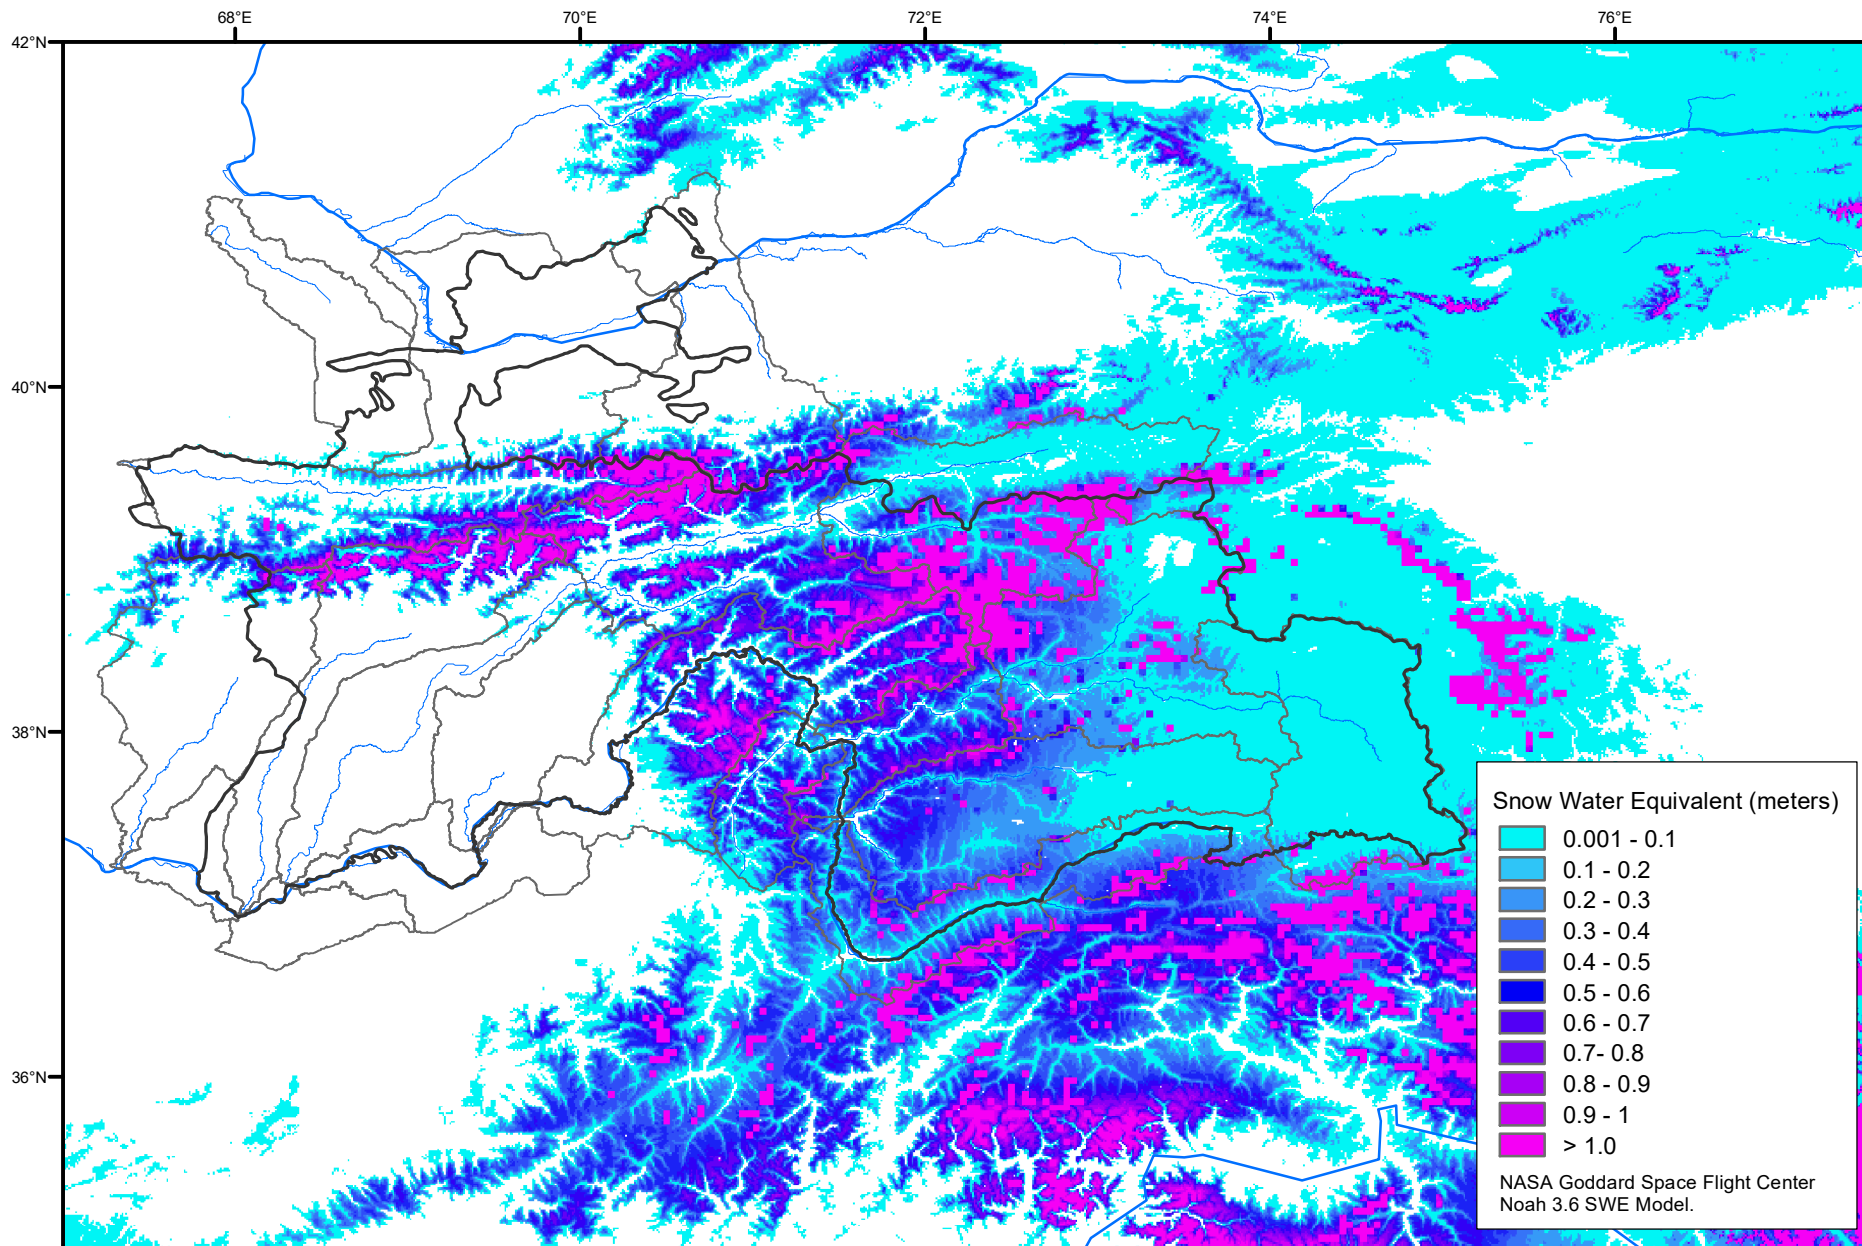 68°E
70°E
72°E
74°E
76°E
42°N
40°N
38°N
36°N
Snow Water Equivalent (meters)
0.001 - 0.1
0.1 - 0.2
0.2 - 0.3
0.3 - 0.4
0.4 - 0.5
0.5 - 0.6
0.6 - 0.7
0.7- 0.8
0.8 - 0.9
0.9 - 1
> 1.0
NASA Goddard Space Flight Center
Noah 3.6 SWE Model.